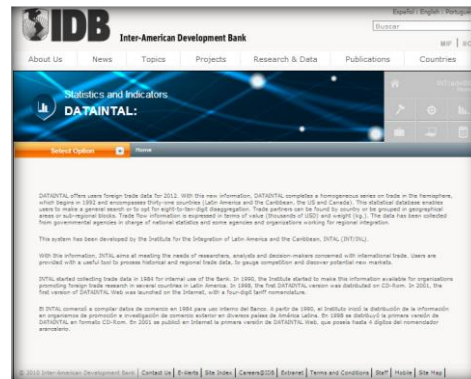 Español | English | Portugue
IDB
Inter-American Development Bank
Buscar
MIF
About Us News Topics Projects Research & Data Publications Countries
Statistics and Indicators
DATAINTAL:
Select Option Home
DATAINTAL offers users foreign trade data for 2012. With this new information, DATAINTAL completes a homogeneous series on trade in the hemisphere,
which begins in 1992 and encompasses thirty-one countries (Latin America and the Caribbean, the US and Canada). This statistical database enables
users to make a general search or to opt for eight-to-ten-digit disaggregation. Trade partners can be found by country or be grouped in geographical
areas or sub-regional blocks. Trade flow information is expressed in terms of value (thousands of USD) and weight (kg.). The data has been collected
from governmental agencies in charge of national statistics and some agencies and organizations working for regional integration.
This system has been developed by the Institute for the Integration of Latin America and the Caribbean, INTAL (INT/INL).
With this information, INTAL aims at meeting the needs of researchers, analysts and decision-makers concerned with international trade. Users are
provided with a useful tool to process historical and regional trade data, to gauge competition and discover potential new markets.
INTAL started collecting trade data in 1984 for internal use of the Bank. In 1990, the Institute started to make this information available for organizations
promoting foreign trade research in several countries in Latin America. In 1998, the first DATAINTAL version was distributed on CD-Rom. In 2001, the
first version of DATAINTAL Web was launched on the Internet, with a four-digit tariff nomenclature.
El INTAL comenzó a compilar datos de comercio en 1984 para uso interno del Banco. A partir de 1990, el Instituto inició la distribución de la información
en organismos de promoción e investigación de comercio exterior en diversos países de América Latina. En 1998 se distribuyó la primera versión de
DATAINTAL en formato CD-Rom. En 2001 se publicó en Internet la primera versión de DATAINTAL Web, que poseía hasta 4 dígitos del nomenclador
arancelario.
© 2010 Inter-American Development Bank | Contact Us | E-Alerts | Site Index | Careers@IDB | Extranet | Terms and Conditions | Staff | Mobile | Site Map |